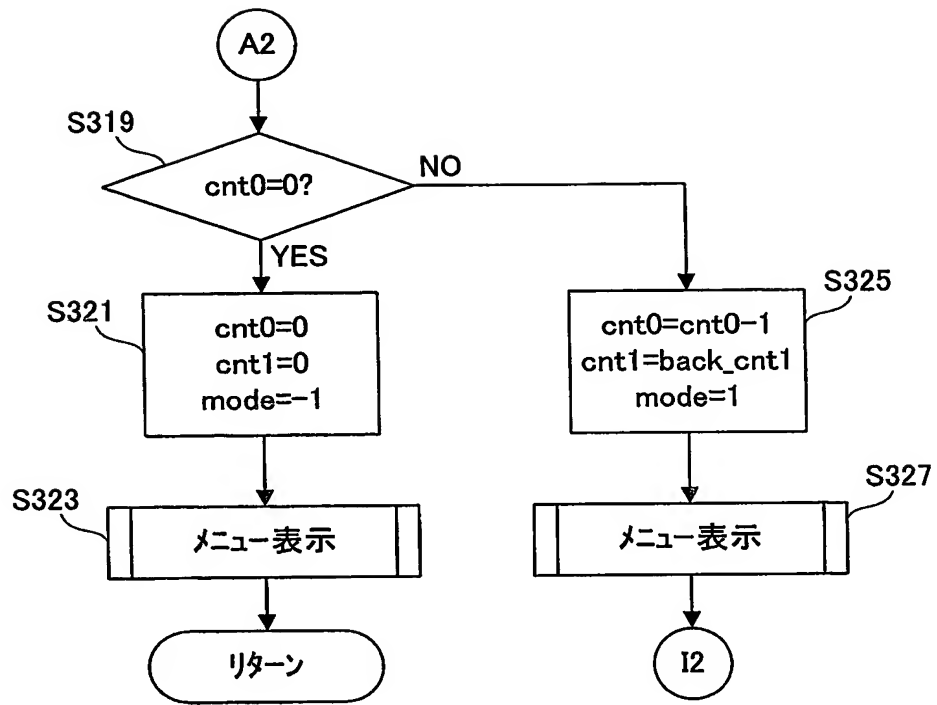 A2
S319
cnt0=0?
NO
YES
S321
cnt0=0
cnt1=0
mode=-1
S325
cnt0=cnt0-1
cnt1=back_cnt1
mode=1
S323
メニュー表示
S327
メニュー表示
リターン
I2